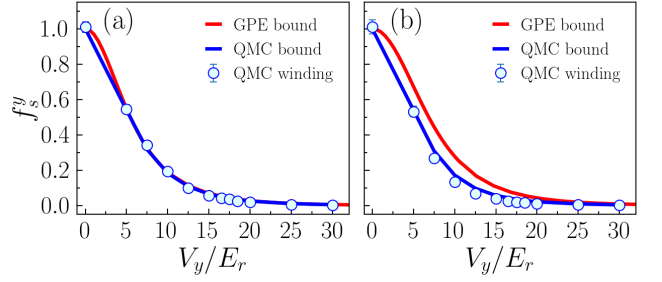 (a)
GPE bound
QMC bound
QMC winding
f_s^y
1.0
0.8
0.6
0.4
0.2
0.0
0 5 10 15 20 25 30
V_y/E_r
(b)
GPE bound
QMC bound
QMC winding
0 5 10 15 20 25 30
V_y/E_r